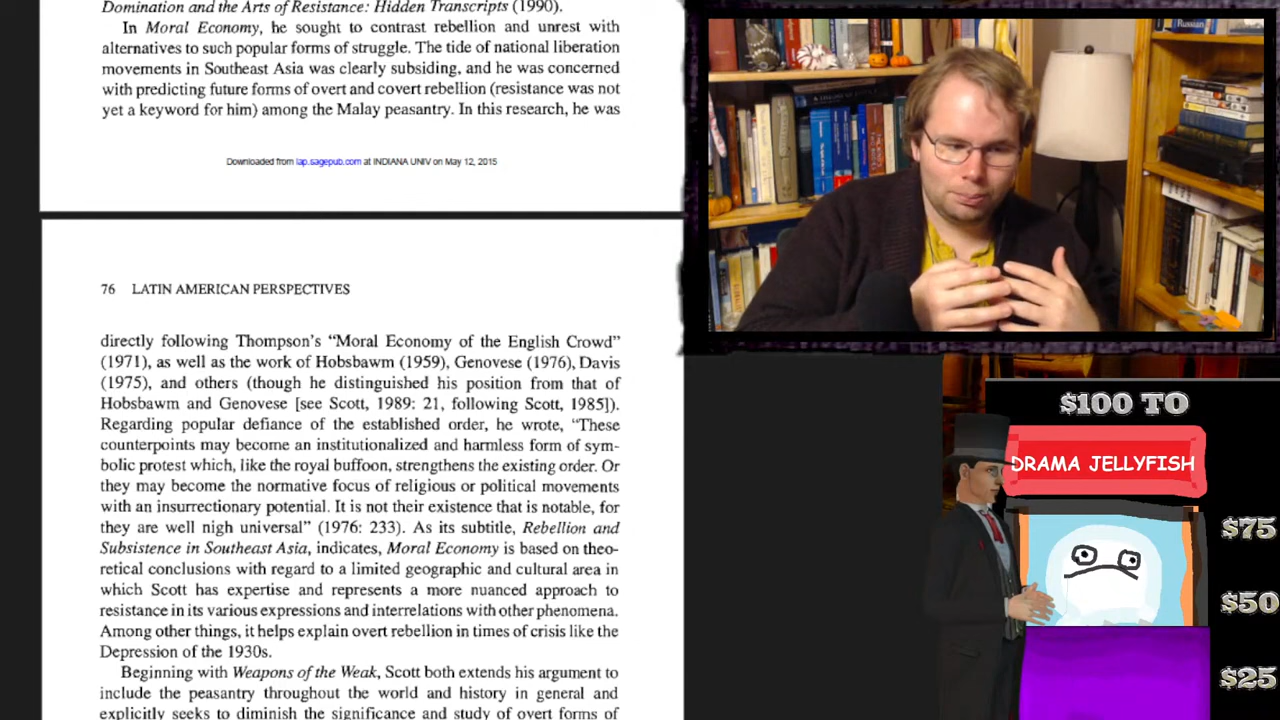 Domination and the Arts of Resistance: Hidden Transcripts (1990).
In Moral Economy, he sought to contrast rebellion and unrest with
alternatives to such popular forms of struggle. The tide of national liberation
movements in Southeast Asia was clearly subsiding, and he was concerned
with predicting future forms of overt and covert rebellion (resistance was not
yet a keyword for him) among the Malay peasantry. In this research, he was
Downloaded from lap.sagepub.com at INDIANA UNIV on May 12, 2015
76 LATIN AMERICAN PERSPECTIVES
directly following Thompson's “Moral Economy of the English Crowd”
(1971), as well as the work of Hobsbawm (1959), Genovese (1976), Davis
(1975), and others (though he distinguished his position from that of
Hobsbawm and Genovese [see Scott, 1989: 21, following Scott, 1985]).
Regarding popular defiance of the established order, he wrote, “These
counterpoints may become an institutionalized and harmless form of sym-
bolic protest which, like the royal buffoon, strengthens the existing order. Or
they may become the normative focus of religious or political movements
with an insurrectionary potential. It is not their existence that is notable, for
they are well nigh universal” (1976: 233). As its subtitle, Rebellion and
Subsistence in Southeast Asia, indicates, Moral Economy is based on theo-
retical conclusions with regard to a limited geographic and cultural area in
which Scott has expertise and represents a more nuanced approach to
resistance in its various expressions and interrelations with other phenomena.
Among other things, it helps explain overt rebellion in times of crisis like the
Depression of the 1930s.
Beginning with Weapons of the Weak, Scott both extends his argument to
include the peasantry throughout the world and history in general and
explicitly seeks to diminish the significance and study of overt forms of
$100 TO
DRAMA JELLYFISH
$75
$50
$25